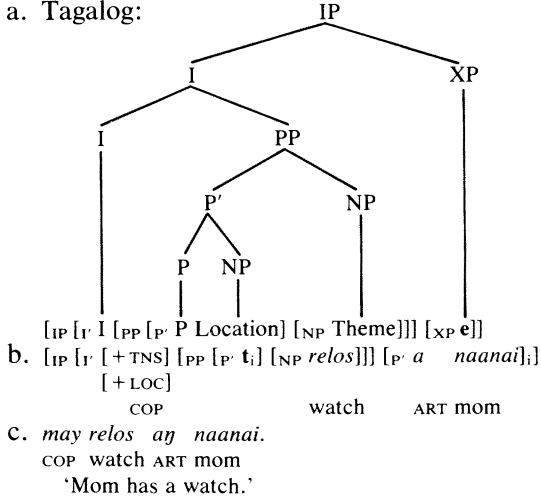 a. Tagalog: IP
I XP
I PP
P′ NP
P NP
[IP [I′ I [PP [P′ P Location] [NP Theme]]] [XP e]]
b. [IP [I′ [+TNS] [PP [P′ ti] [NP relos]]] [P′ a naanai]i]
[+LOC]
COP watch ART mom
c. may relos aŋ naanai.
COP watch ART mom
‘Mom has a watch.’